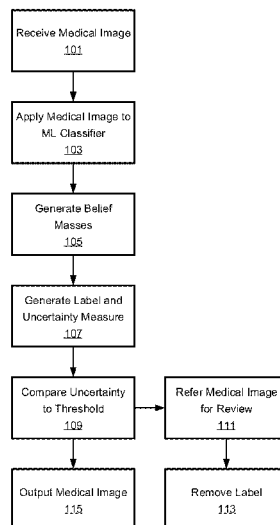 Receive Medical Image
101
Apply Medical Image to
ML Classifier
103
Generate Belief
Masses
105
Generate Label and
Uncertainty Measure
107
Compare Uncertainty
to Threshold
109
Refer Medical Image
for Review
111
Output Medical Image
115
Remove Label
113